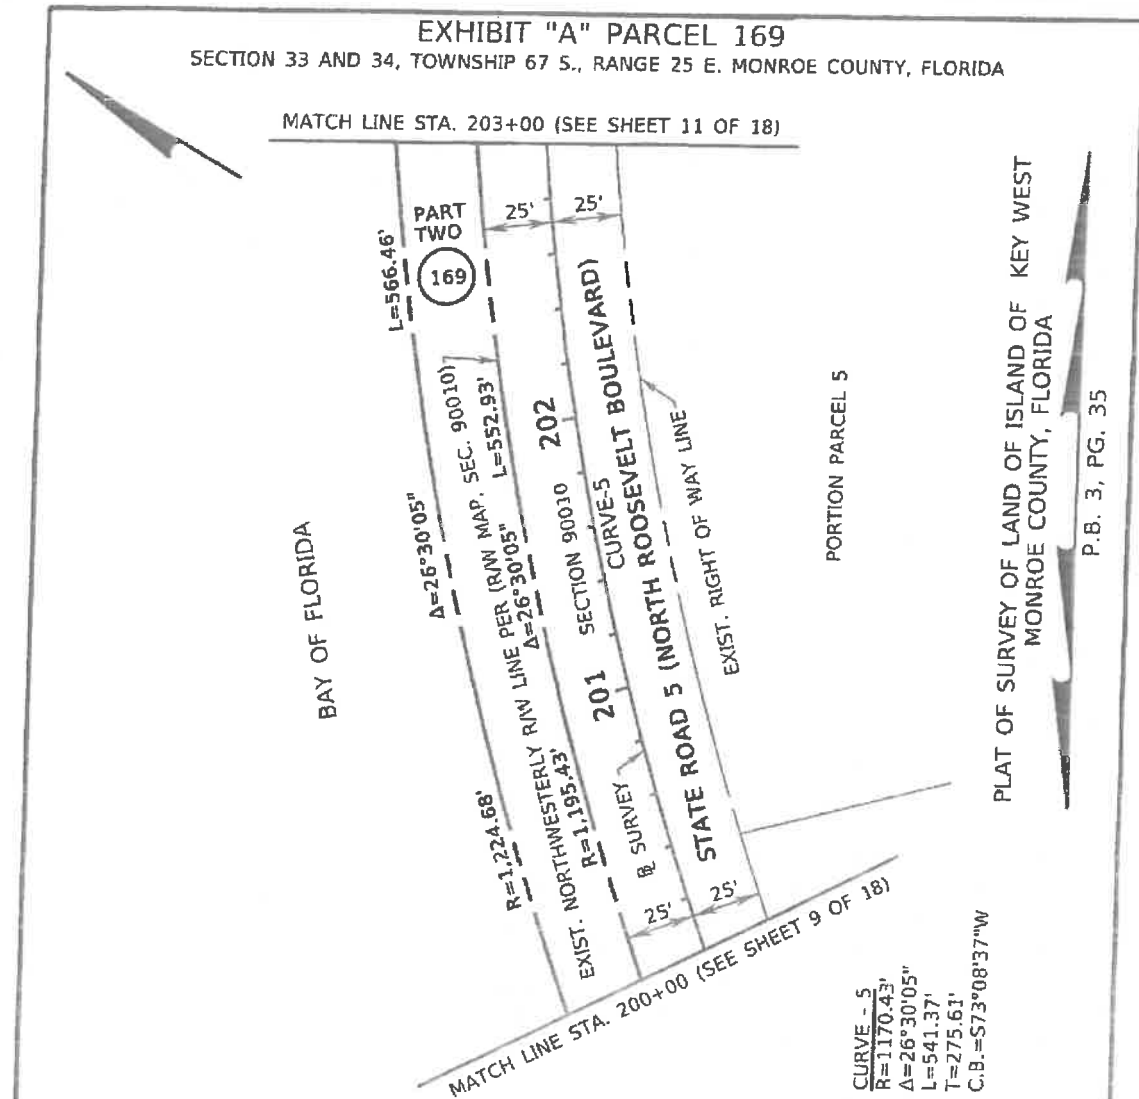 EXHIBIT "A" PARCEL 169
SECTION 33 AND 34, TOWNSHIP 67 S., RANGE 25 E. MONROE COUNTY, FLORIDA
MATCH LINE STA. 203+00 (SEE SHEET 11 OF 18)
PART
TWO
169
25'
25'
L=566.46'
Δ=26°30'05"
R=1,224.68'
EXIST. NORTHWESTERLY R/W LINE PER (R/W MAP, SEC. 90010)
L=552.93'
Δ=26°30'05"
R=1,195.43'
202
201
SECTION 90030
CURVE-5
STATE ROAD 5 (NORTH ROOSEVELT BOULEVARD)
EXIST. RIGHT OF WAY LINE
BAY OF FLORIDA
PORTION PARCEL 5
PLAT OF SURVEY OF LAND OF ISLAND OF KEY WEST
MONROE COUNTY, FLORIDA
P.B. 3, PG. 35
BL SURVEY
25'
25'
MATCH LINE STA. 200+00 (SEE SHEET 9 OF 18)
CURVE - 5
R=1170.43'
Δ=26°30'05"
L=541.37'
T=275.61'
C.B.=S73°08'37"W